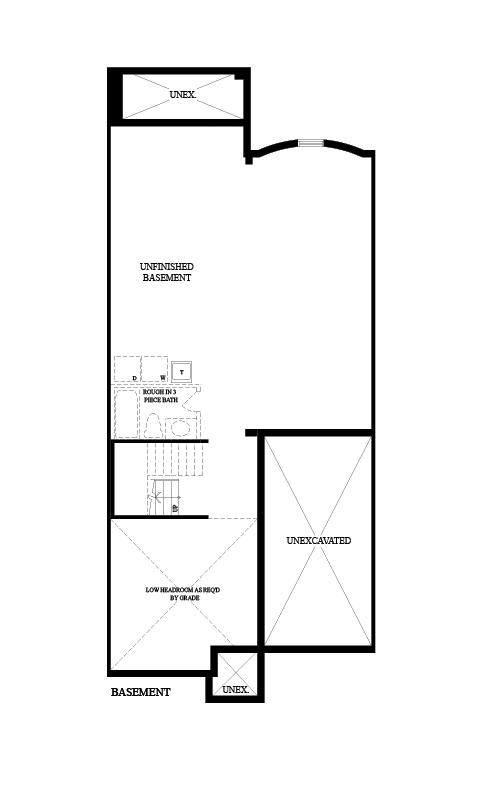 UNEX.
UNFINISHED
BASEMENT
D
W
T
ROUGH IN 3
PIECE BATH
UP
UNEXCAVATED
LOW HEADROOM AS REQ'D
BY GRADE
UNEX.
BASEMENT